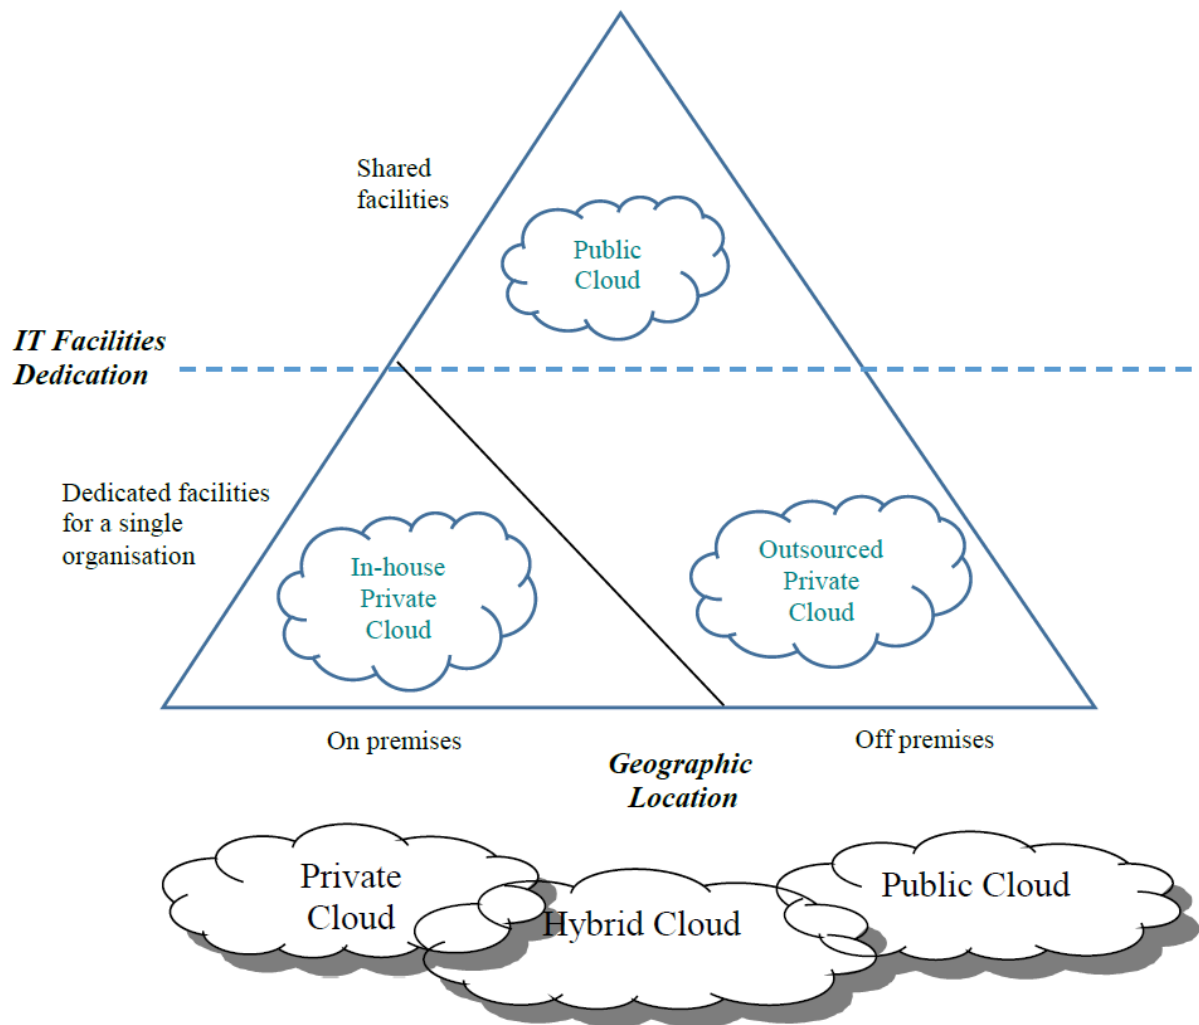 Shared
facilities
Public
Cloud
IT Facilities
Dedication
Dedicated facilities
for a single
organisation
In-house
Private
Cloud
Outsourced
Private
Cloud
On premises
Off premises
Geographic
Location
Private
Cloud
Hybrid Cloud
Public Cloud